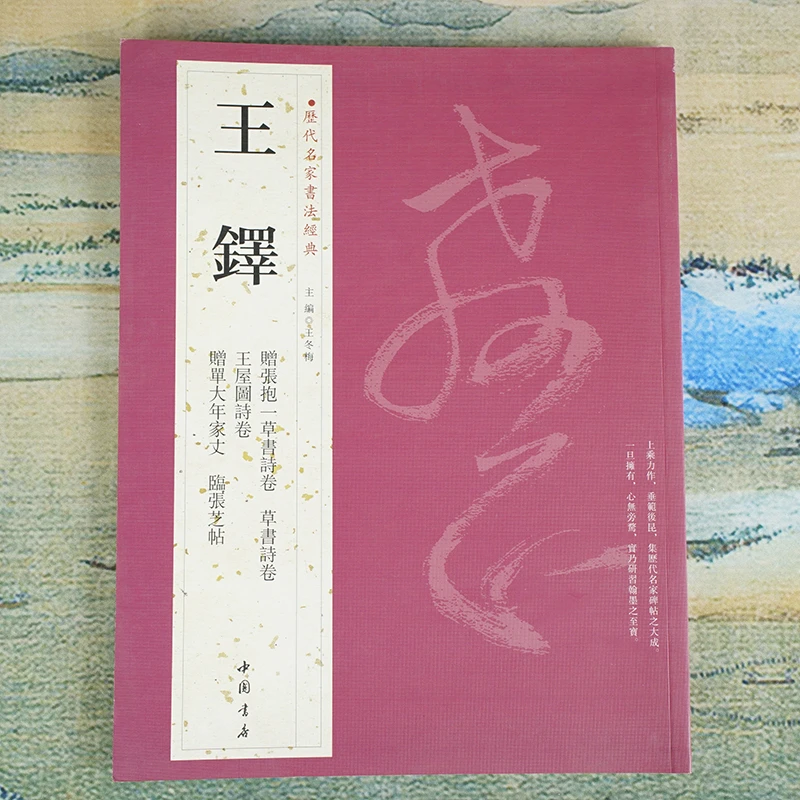 王鐸
歷代名家書法經典
主編◎王冬梅
贈張抱一草書詩卷 草書詩卷
王屋圖詩卷
贈單大年家丈 臨張芝帖
中国书店
上乘力作，垂範後昆，集歷代名家碑帖之大成。
一旦擁有，心無旁騖，實乃研習翰墨之至寶。